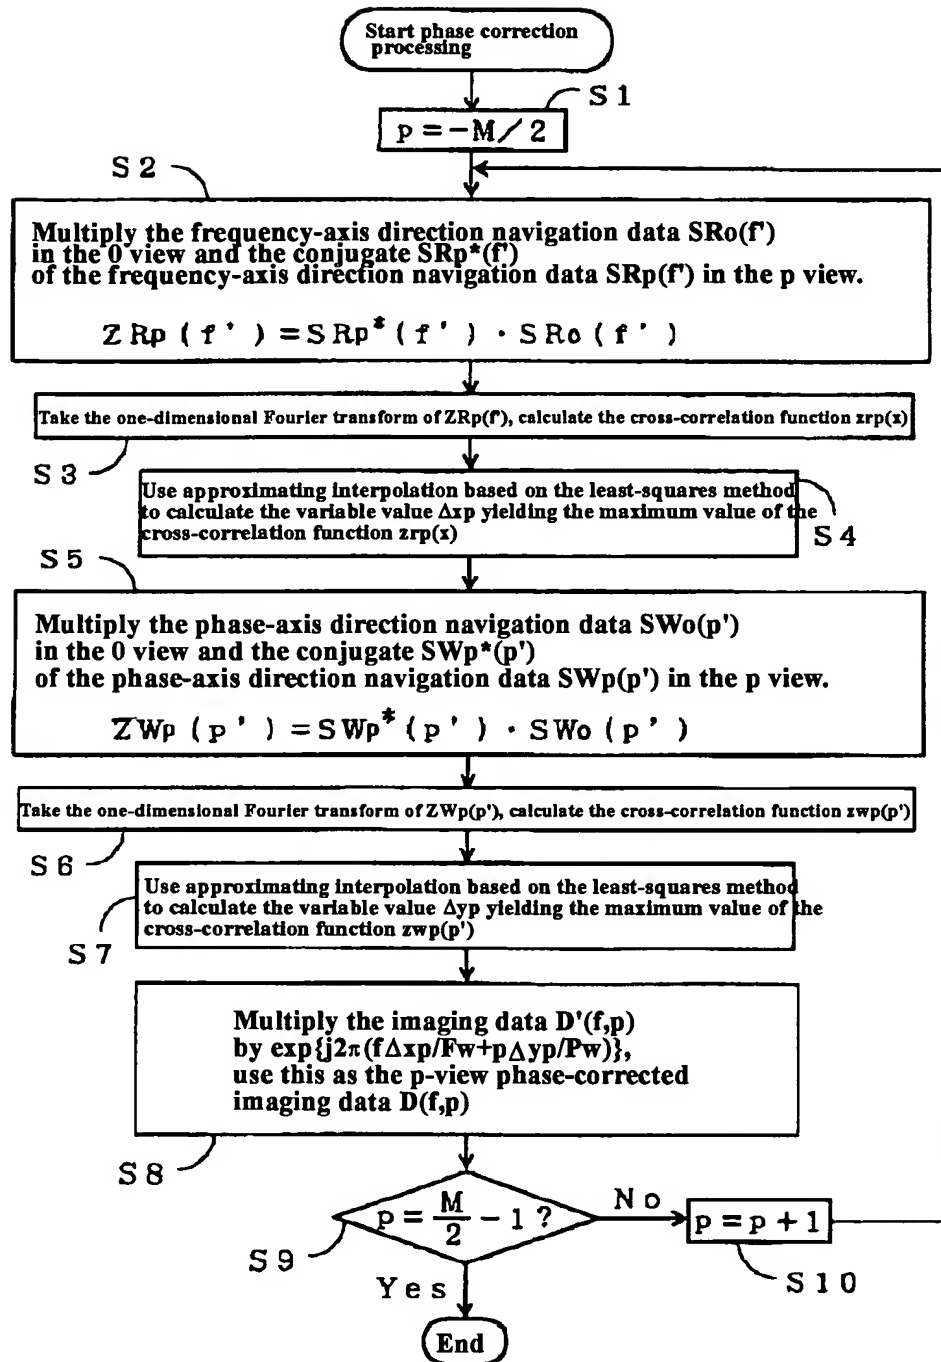 Start phase correction
processing
S1
p=-M/2
S2
Multiply the frequency-axis direction navigation data SRo(f')
in the 0 view and the conjugate SRp*(f')
of the frequency-axis direction navigation data SRp(f') in the p view.
ZRp(f')=SRp*(f')·SRo(f')
Take the one-dimensional Fourier transform of ZRp(f'), calculate the cross-correlation function zrp(x)
S3
Use approximating interpolation based on the least-squares method
to calculate the variable value Δxp yielding the maximum value of the
cross-correlation function zrp(x)
S4
S5
Multiply the phase-axis direction navigation data SWo(p')
in the 0 view and the conjugate SWp*(p')
of the phase-axis direction navigation data SWp(p') in the p view.
ZWp(p')=SWp*(p')·SWo(p')
Take the one-dimensional Fourier transform of ZWp(p'), calculate the cross-correlation function zwp(p')
S6
Use approximating interpolation based on the least-squares method
to calculate the variable value Δyp yielding the maximum value of the
cross-correlation function zwp(p')
S7
Multiply the imaging data D'(f,p)
by exp{j2π(fΔxp/Fw+pΔyp/Pw)},
use this as the p-view phase-corrected
imaging data D(f,p)
S8
p=M/2-1?
No
p=p+1
S9
S10
Yes
End